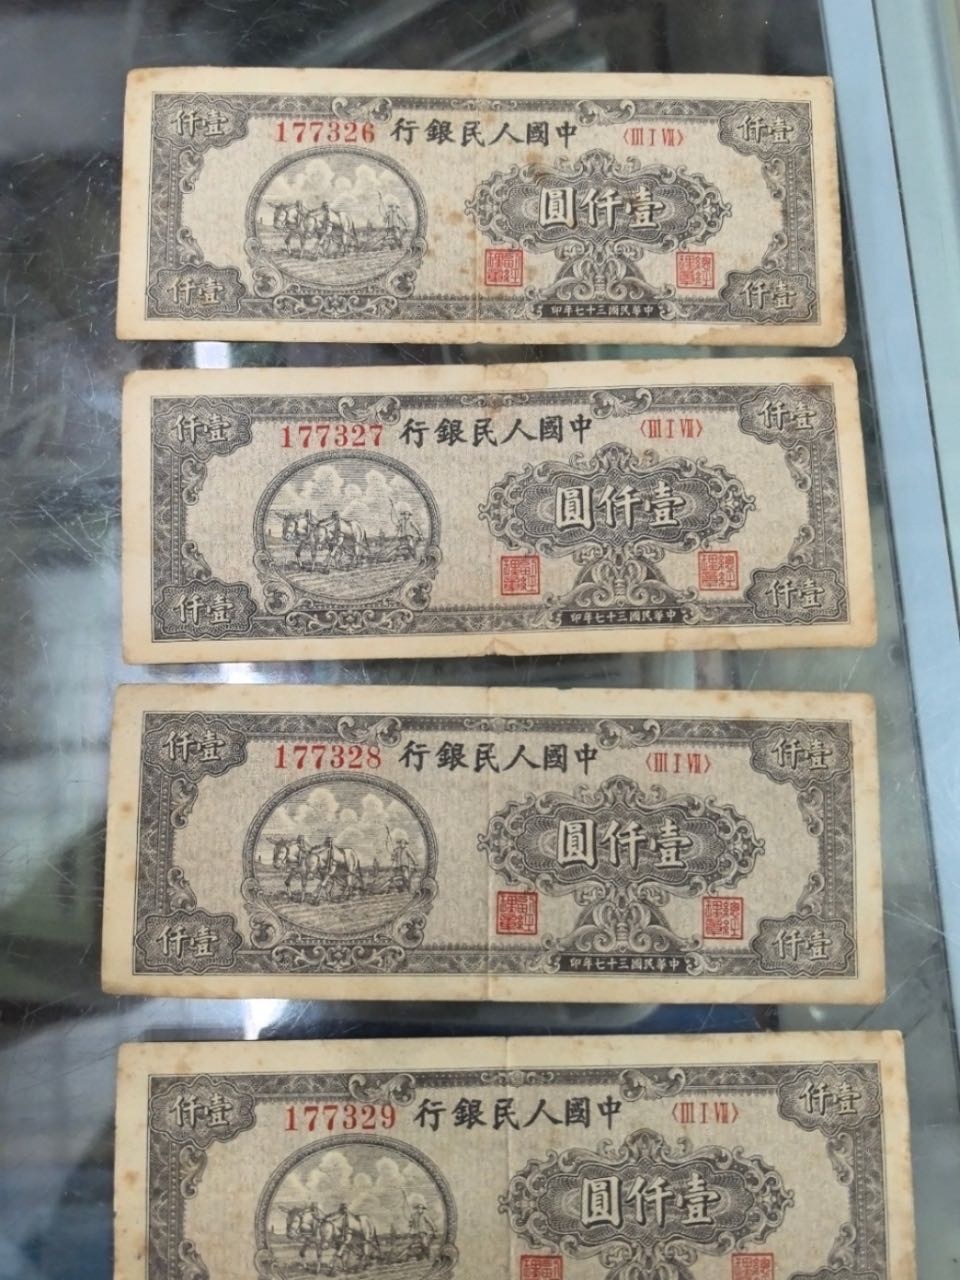 仟壹 177326 行銀民人國中 〈III I VII〉 仟壹
圓仟壹
仟壹 印年七十三國民華中 仟壹
仟壹 177327 行銀民人國中 〈III I VII〉 仟壹
圓仟壹
仟壹 印年七十三國民華中 仟壹
仟壹 177328 行銀民人國中 〈III I VII〉 仟壹
圓仟壹
仟壹 印年七十三國民華中 仟壹
仟壹 177329 行銀民人國中 〈III I VII〉 仟壹
圓仟壹